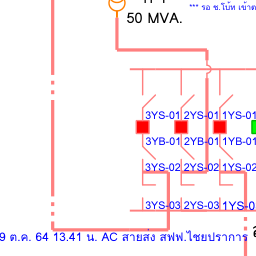 *** รอ ช.โบ้ท เข้าด
50 MVA.
3YS-01 2YS-01 1YS-01
3YB-01 2YB-01 1YB-01
3YS-02 2YS-02 1YS-02
3YS-03 2YS-03 1YS-0
9 ต.ค. 64 13.41 น. AC สายส่ง สฟฟ.ไชยปราการ